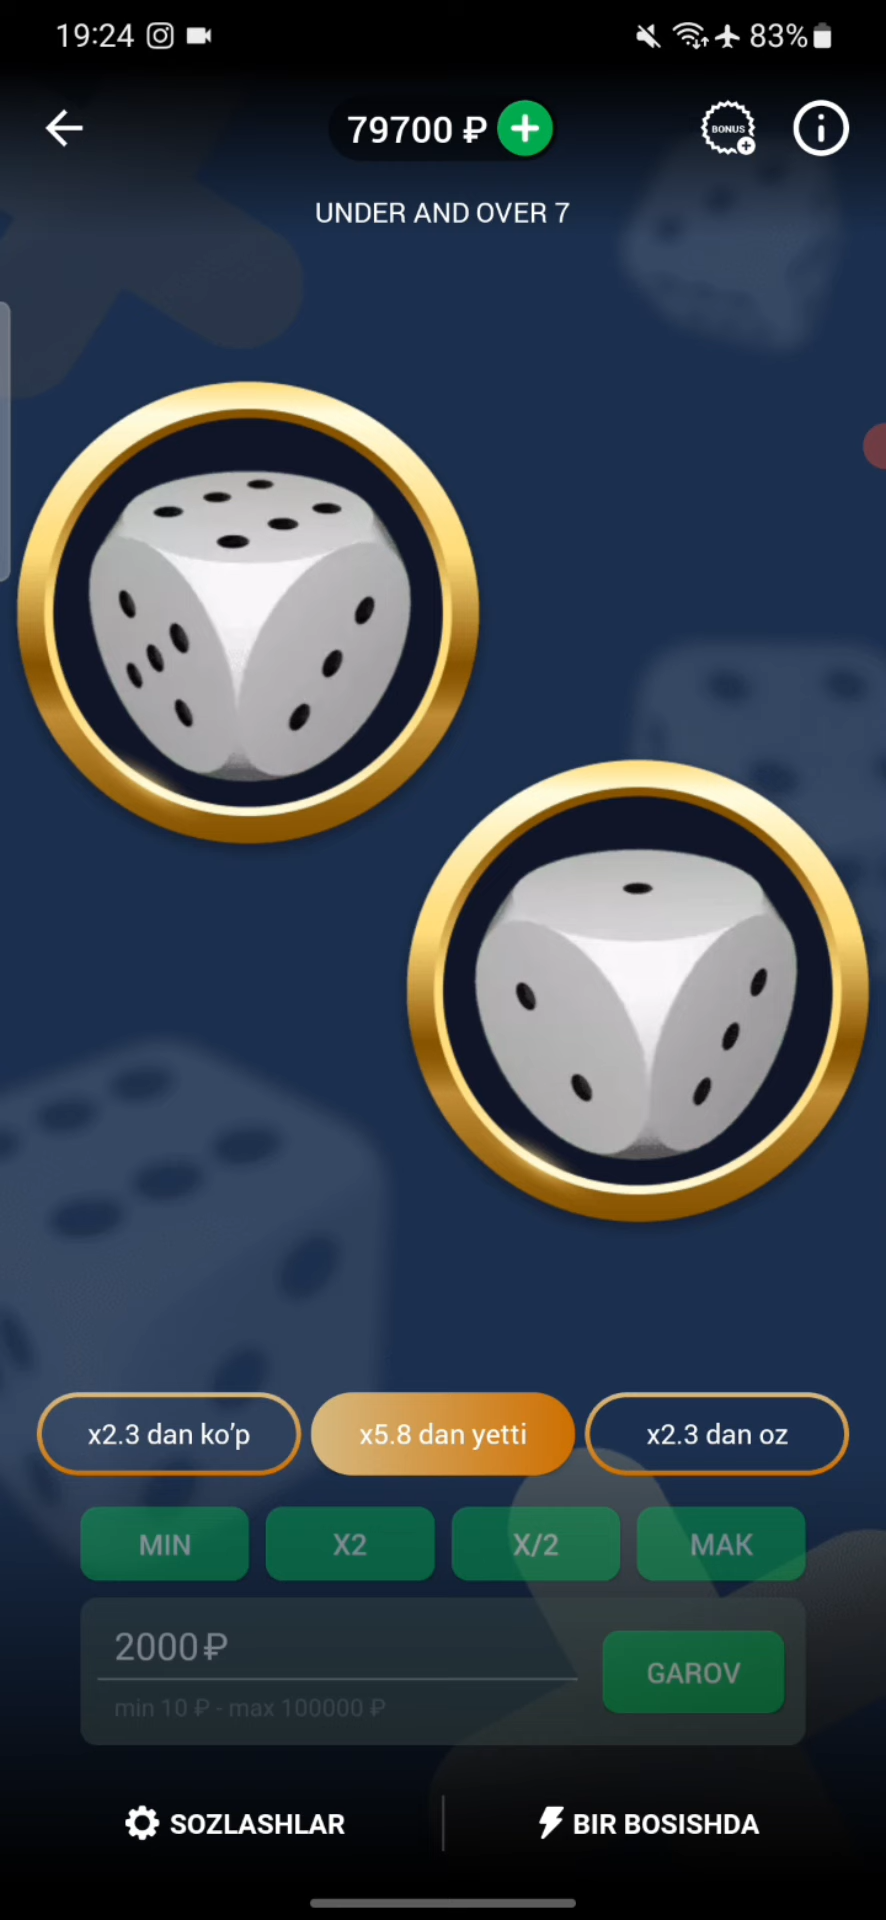 19:24 83%
79700 ₽
BONUS
UNDER AND OVER 7
x2.3 dan ko’p x5.8 dan yetti x2.3 dan oz
MIN X2 X/2 MAK
2000₽
GAROV
min 10 ₽ - max 100000 ₽
SOZLASHLAR BIR BOSISHDA